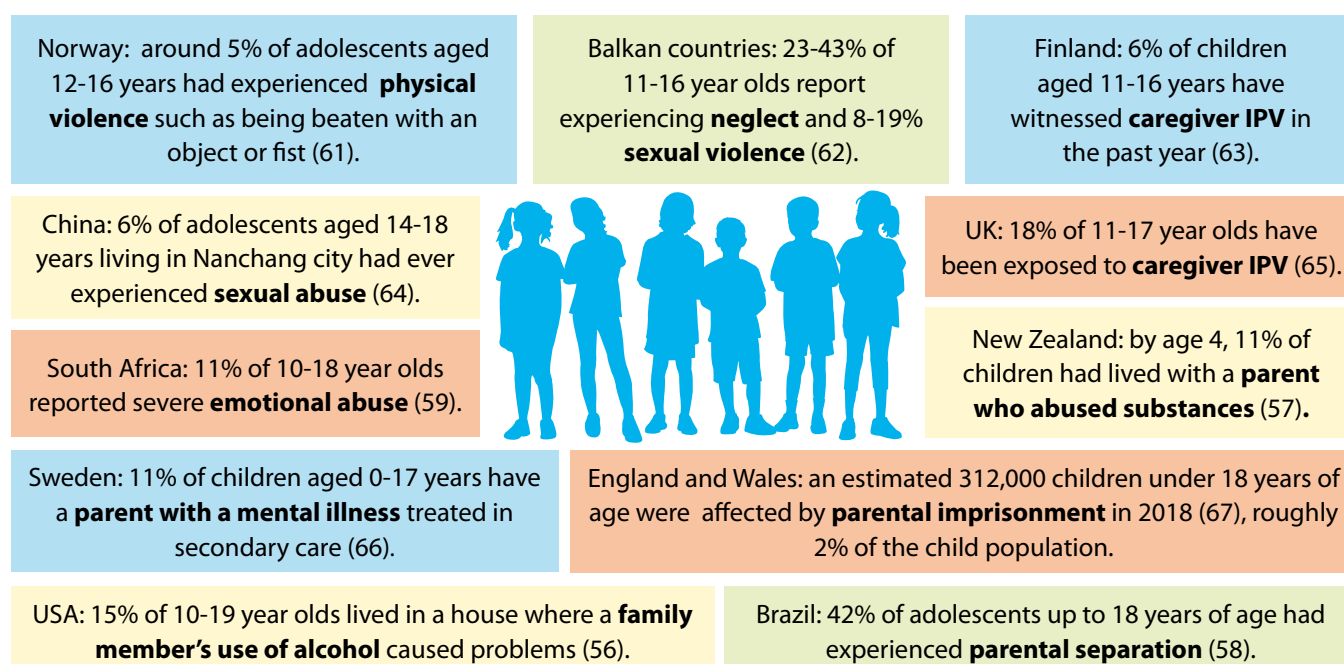 Norway: around 5% of adolescents aged
12-16 years had experienced physical
violence such as being beaten with an
object or fist (61).
Balkan countries: 23-43% of
11-16 year olds report
experiencing neglect and 8-19%
sexual violence (62).
Finland: 6% of children
aged 11-16 years have
witnessed caregiver IPV in
the past year (63).
China: 6% of adolescents aged 14-18
years living in Nanchang city had ever
experienced sexual abuse (64).
UK: 18% of 11-17 year olds have
been exposed to caregiver IPV (65).
South Africa: 11% of 10-18 year olds
reported severe emotional abuse (59).
New Zealand: by age 4, 11% of
children had lived with a parent
who abused substances (57).
Sweden: 11% of children aged 0-17 years have
a parent with a mental illness treated in
secondary care (66).
England and Wales: an estimated 312,000 children under 18 years of
age were affected by parental imprisonment in 2018 (67), roughly
2% of the child population.
USA: 15% of 10-19 year olds lived in a house where a family
member's use of alcohol caused problems (56).
Brazil: 42% of adolescents up to 18 years of age had
experienced parental separation (58).